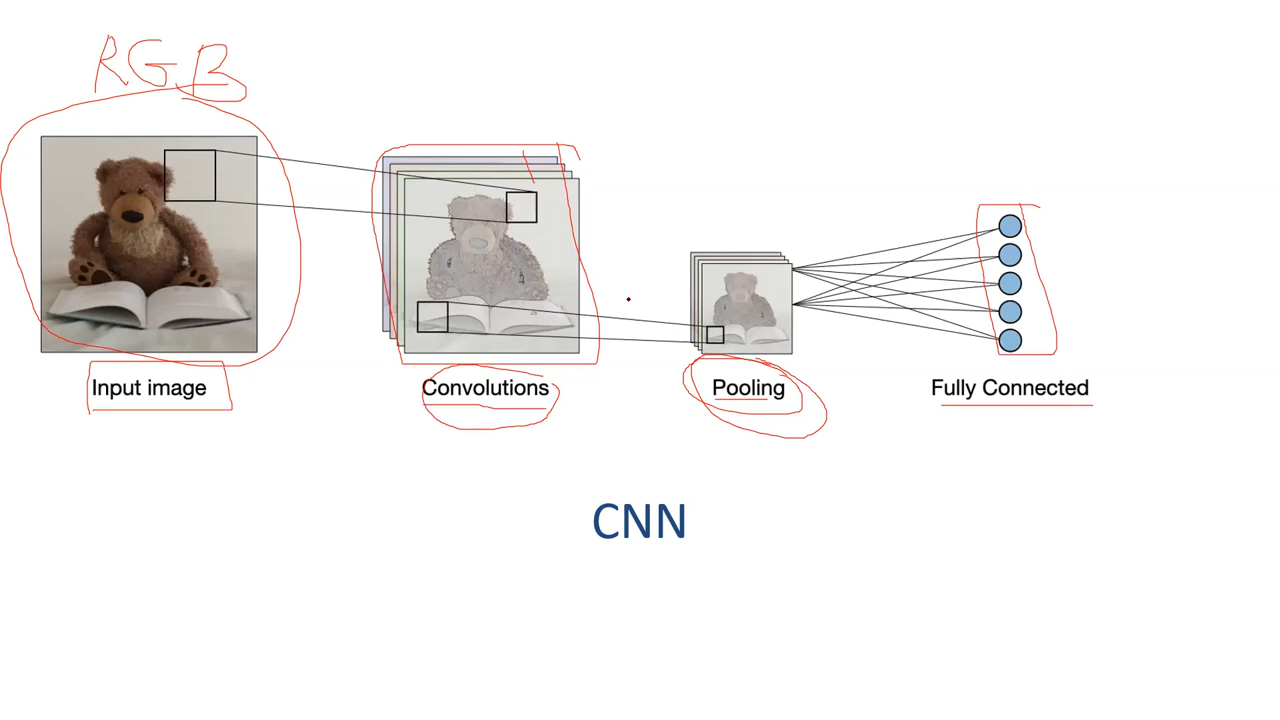 RGB
Input image
Convolutions
Pooling
Fully Connected
CNN